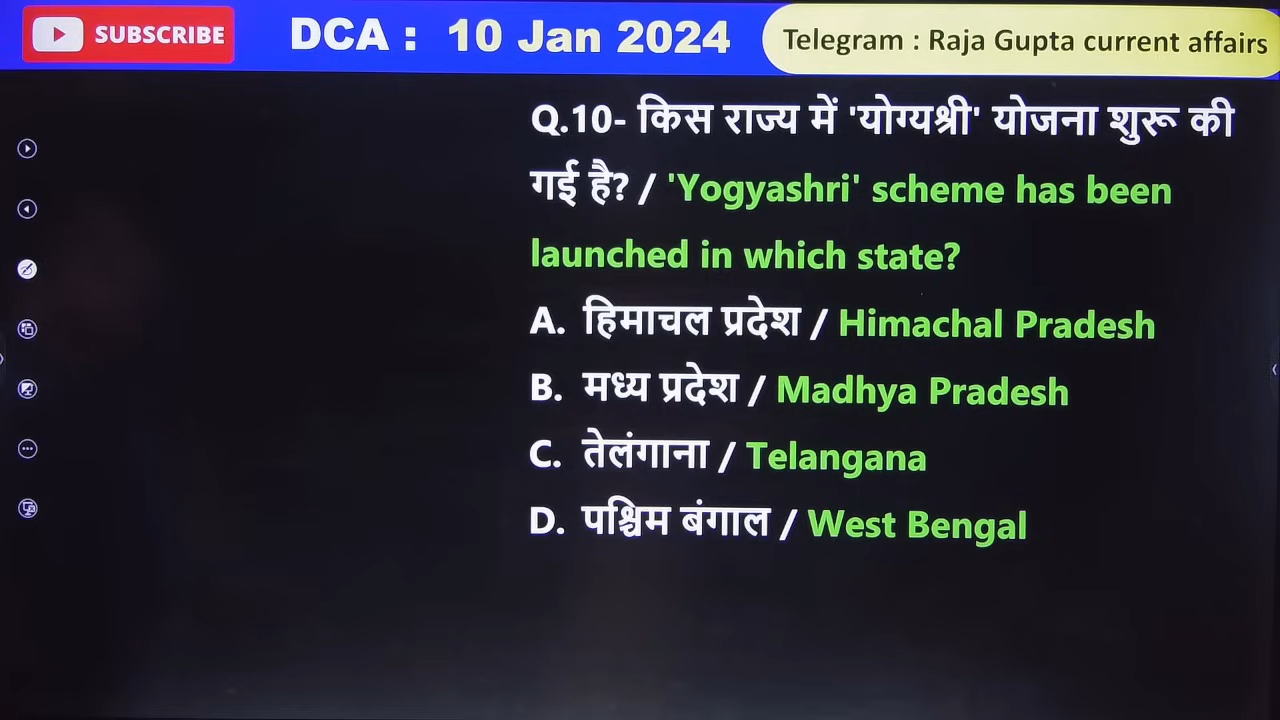 SUBSCRIBE
DCA : 10 Jan 2024
Telegram : Raja Gupta current affairs
Q.10- किस राज्य में 'योग्यश्री' योजना शुरू की
गई है? / 'Yogyashri' scheme has been
launched in which state?
A. हिमाचल प्रदेश / Himachal Pradesh
B. मध्य प्रदेश / Madhya Pradesh
C. तेलंगाना / Telangana
D. पश्चिम बंगाल / West Bengal